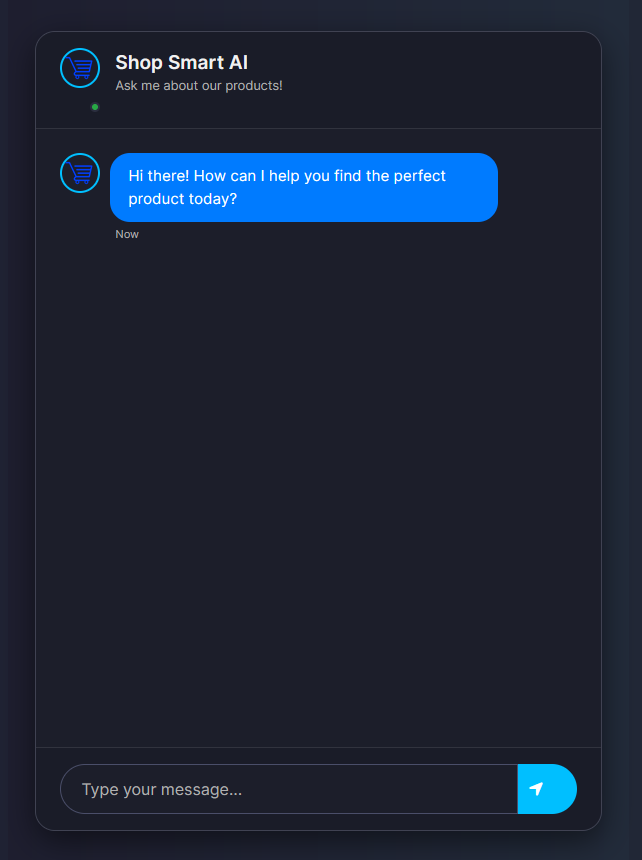 Shop Smart AI
Ask me about our products!
Hi there! How can I help you find the perfect
product today?
Now
Type your message...